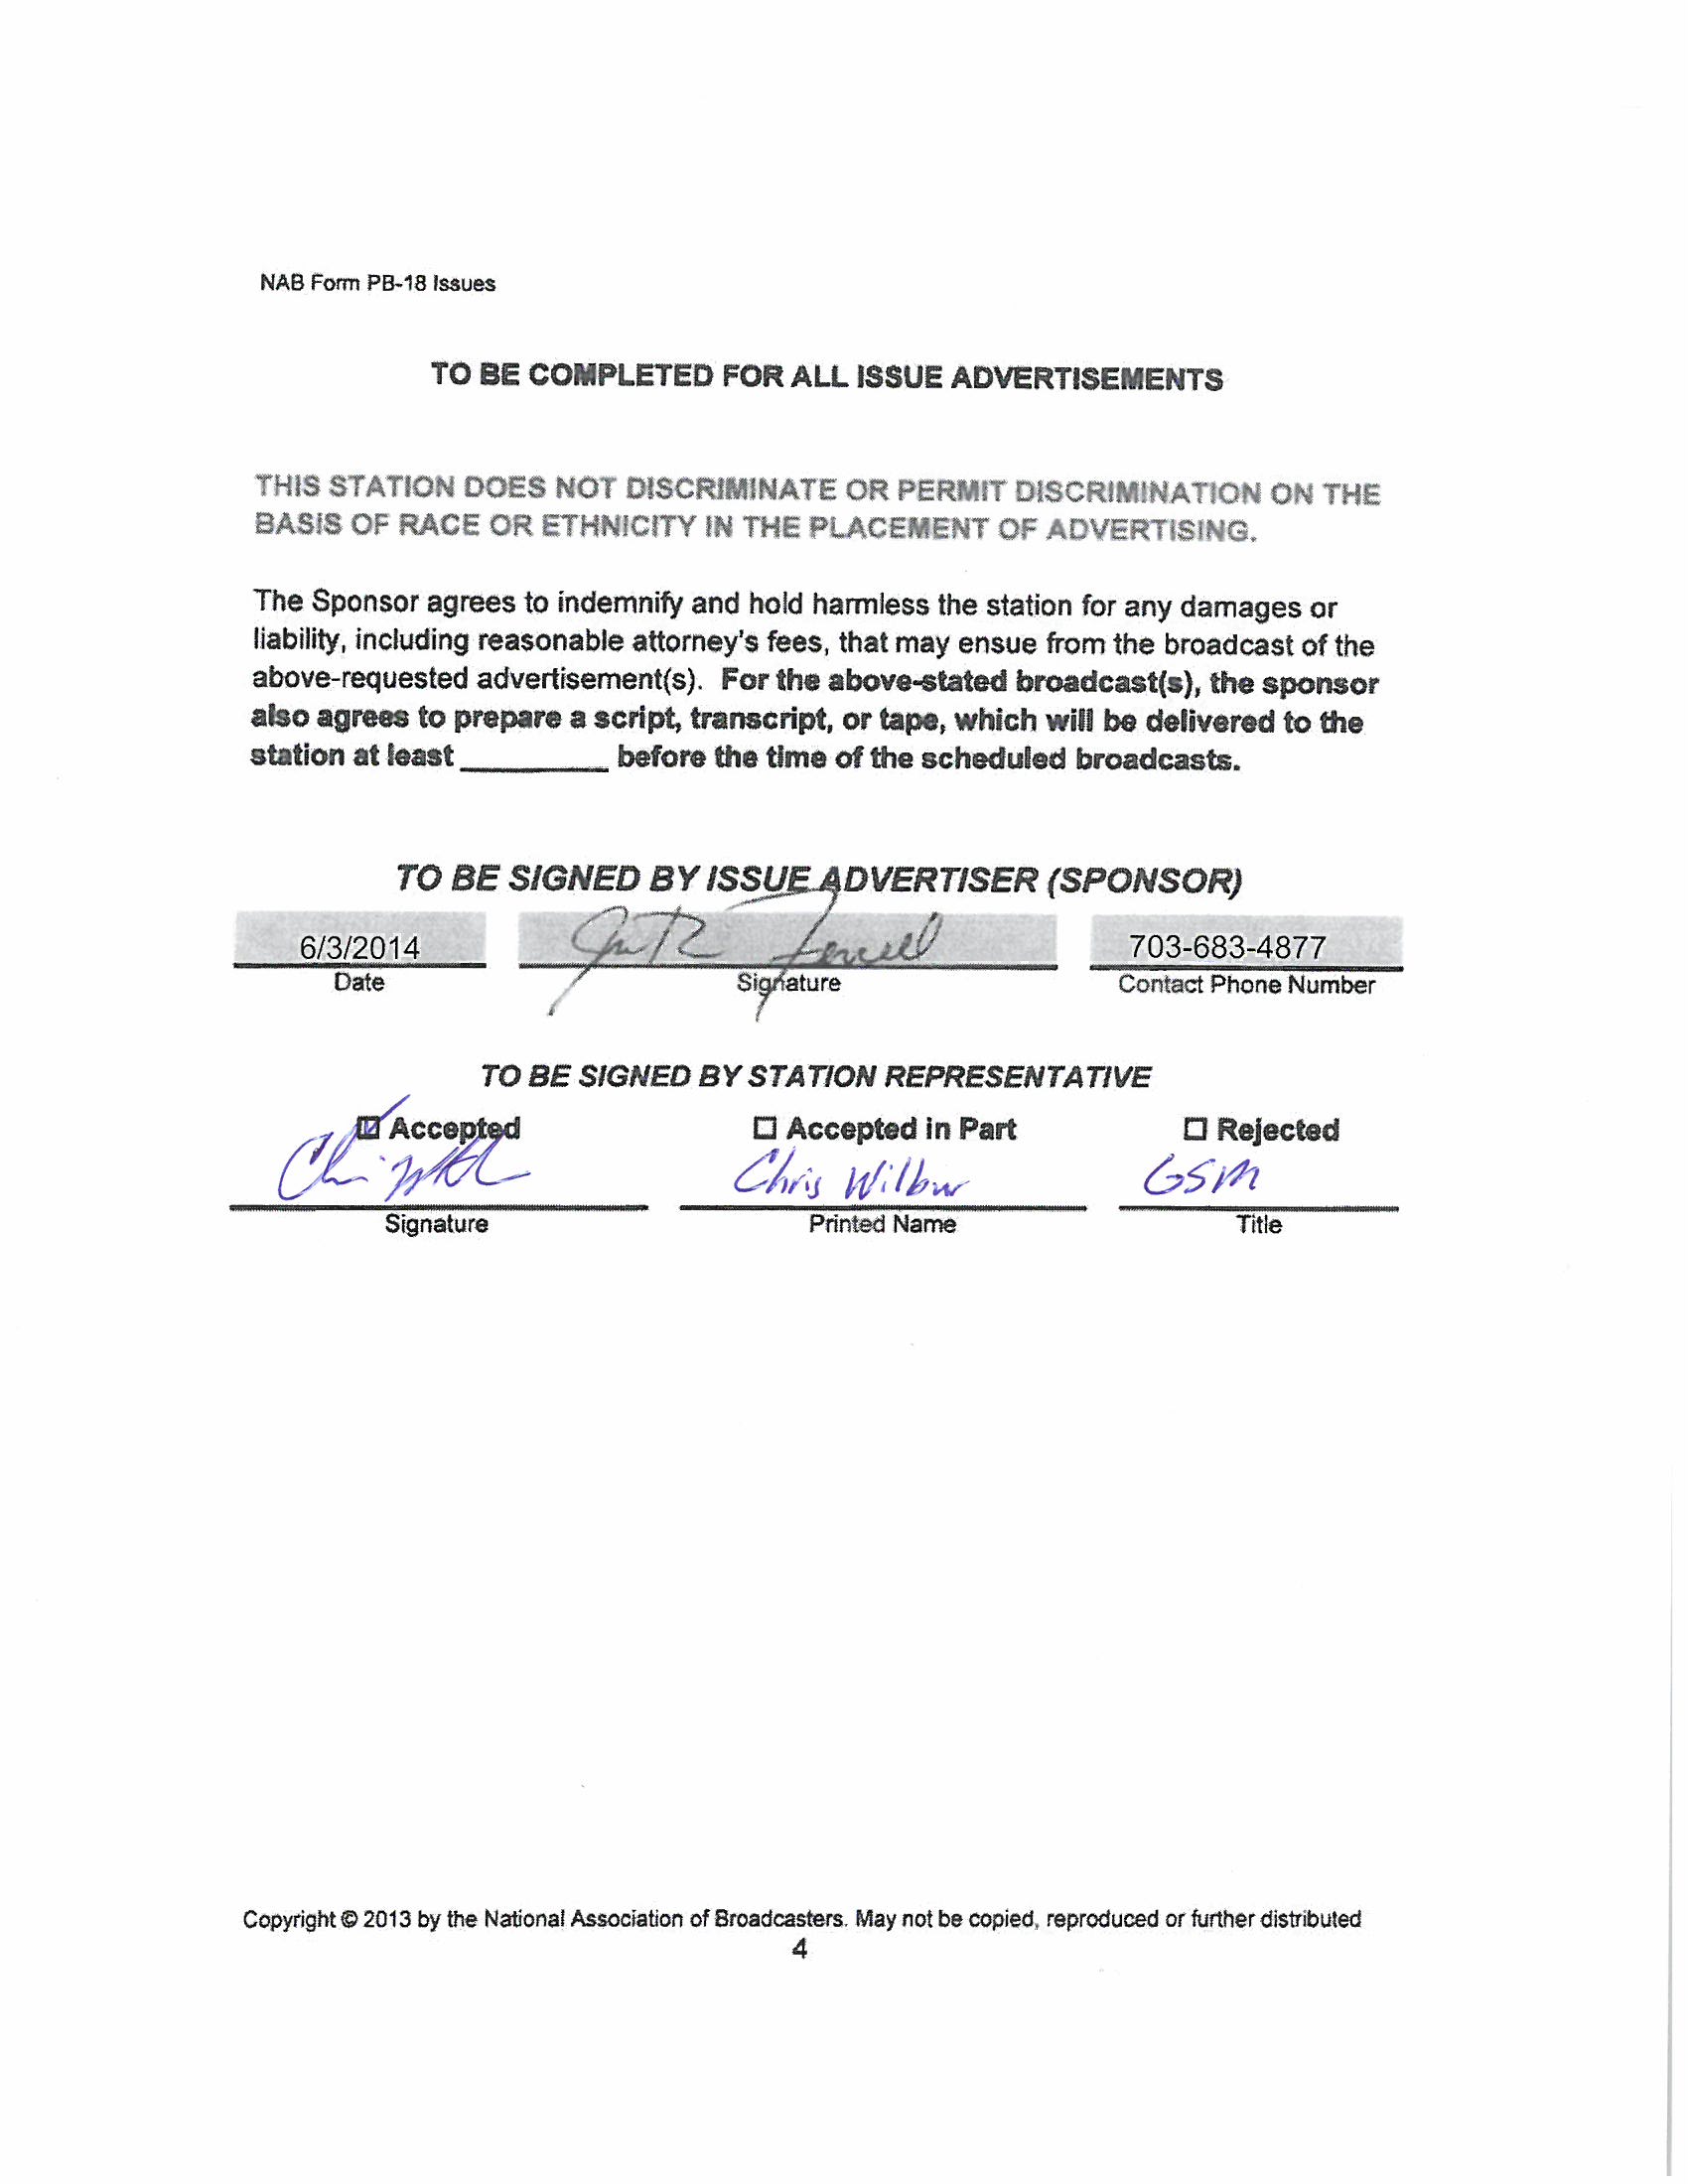 NAB Form PB-18 Issues
TO BE COMPLETED FOR ALL ISSUE ADVERTISEMENTS
THIS STATION DOES NOT DISCRIMINATE OR PERMIT DISCRIMINATION ON THE
BASIS OF RACE OR ETHNICITY IN THE PLACEMENT OF ADVERTISING.
The Sponsor agrees to indemnify and hold harmless the station for any damages or
liability, including reasonable attorney's fees, that may ensue from the broadcast of the
above-requested advertisement(s). For the above-stated broadcast(s), the sponsor
also agrees to prepare a script, transcript, or tape, which will be delivered to the
station at least __________ before the time of the scheduled broadcasts.
TO BE SIGNED BY ISSUE ADVERTISER (SPONSOR)
6/3/2014 703-683-4877
Date Signature Contact Phone Number
TO BE SIGNED BY STATION REPRESENTATIVE
☑ Accepted ☐ Accepted in Part ☐ Rejected
Chris Wilbur GSM
Signature Printed Name Title
Copyright © 2013 by the National Association of Broadcasters. May not be copied, reproduced or further distributed
4